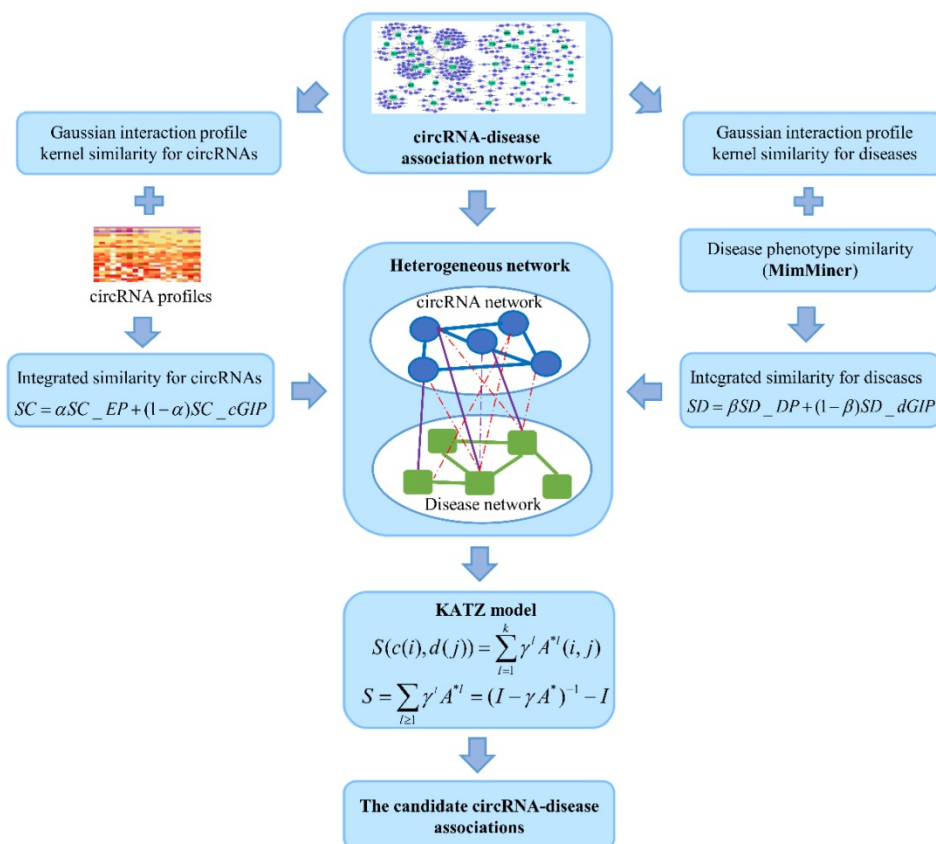 circRNA-disease
association network
Gaussian interaction profile
kernel similarity for circRNAs
circRNA profiles
Integrated similarity for circRNAs
SC = αSC_EP + (1−α)SC_cGIP
Gaussian interaction profile
kernel similarity for diseases
Disease phenotype similarity
(MimMiner)
Integrated similarity for diseases
SD = βSD_DP + (1−β)SD_dGIP
Heterogeneous network
circRNA network
Disease network
KATZ model
S(c(i),d(j)) = ∑_{l=1}^{k} γ^l A^{*l}(i,j)
S = ∑_{l≥1} γ^l A^{*l} = (I − γA^*)^{-1} − I
The candidate circRNA-disease
associations